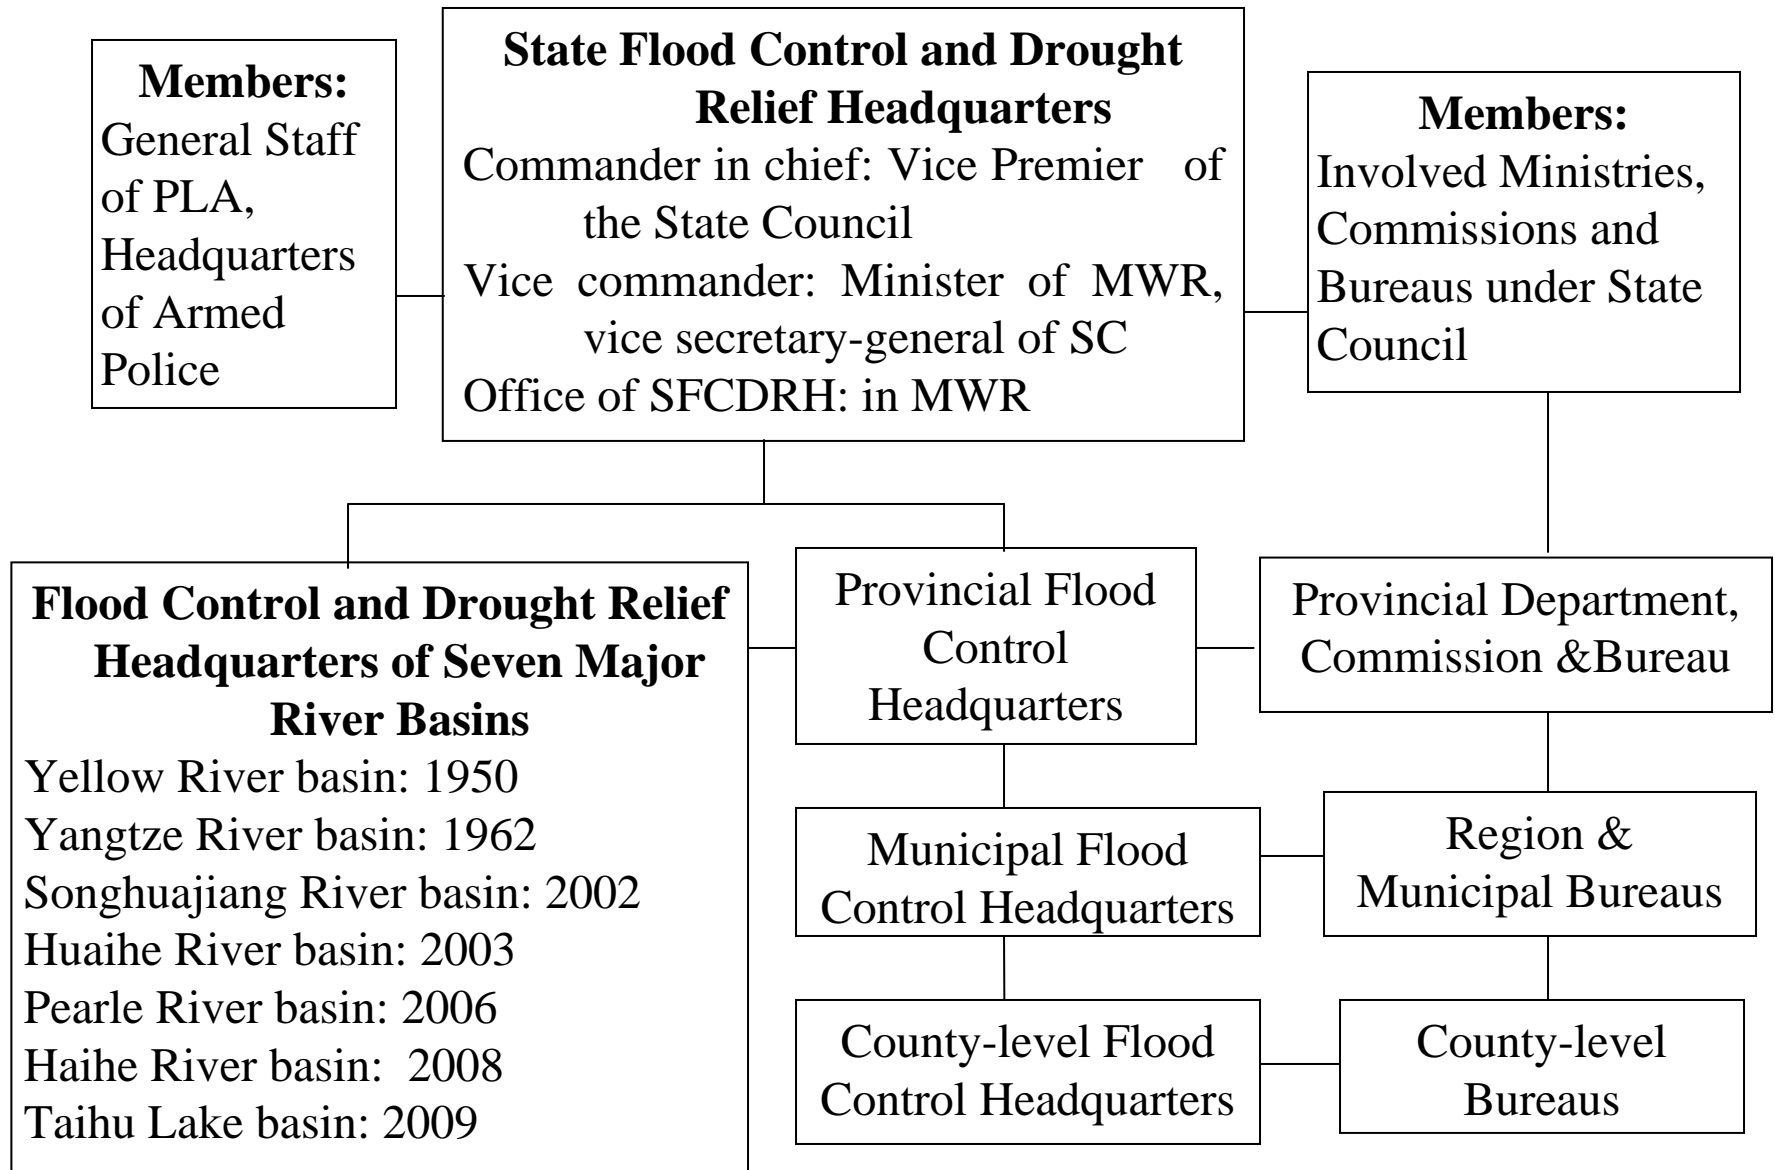 Members:
General Staff
of PLA,
Headquarters
of Armed
Police
State Flood Control and Drought
Relief Headquarters
Commander in chief: Vice Premier of
the State Council
Vice commander: Minister of MWR,
vice secretary-general of SC
Office of SFCDRH: in MWR
Members:
Involved Ministries,
Commissions and
Bureaus under State
Council
Flood Control and Drought Relief
Headquarters of Seven Major
River Basins
Yellow River basin: 1950
Yangtze River basin: 1962
Songhuajiang River basin: 2002
Huaihe River basin: 2003
Pearle River basin: 2006
Haihe River basin: 2008
Taihu Lake basin: 2009
Provincial Flood
Control
Headquarters
Provincial Department,
Commission &Bureau
Municipal Flood
Control Headquarters
Region &
Municipal Bureaus
County-level Flood
Control Headquarters
County-level
Bureaus